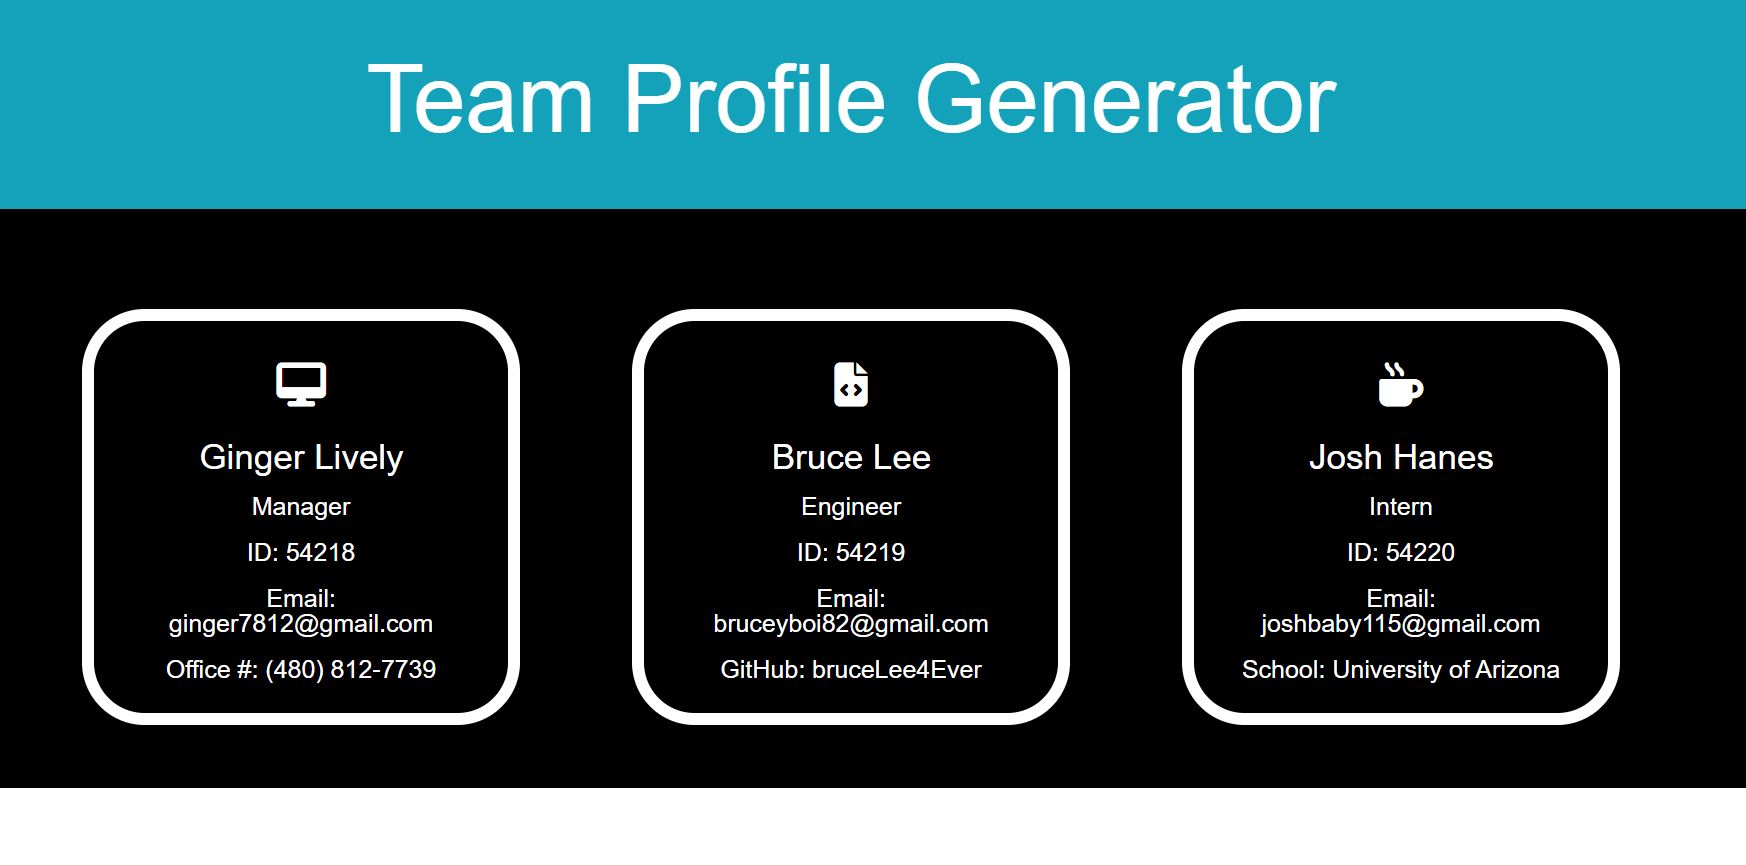 Team Profile Generator
Ginger Lively
Manager
ID: 54218
Email:
ginger7812@gmail.com
Office #: (480) 812-7739
Bruce Lee
Engineer
ID: 54219
Email:
bruceyboi82@gmail.com
GitHub: bruceLee4Ever
Josh Hanes
Intern
ID: 54220
Email:
joshbaby115@gmail.com
School: University of Arizona